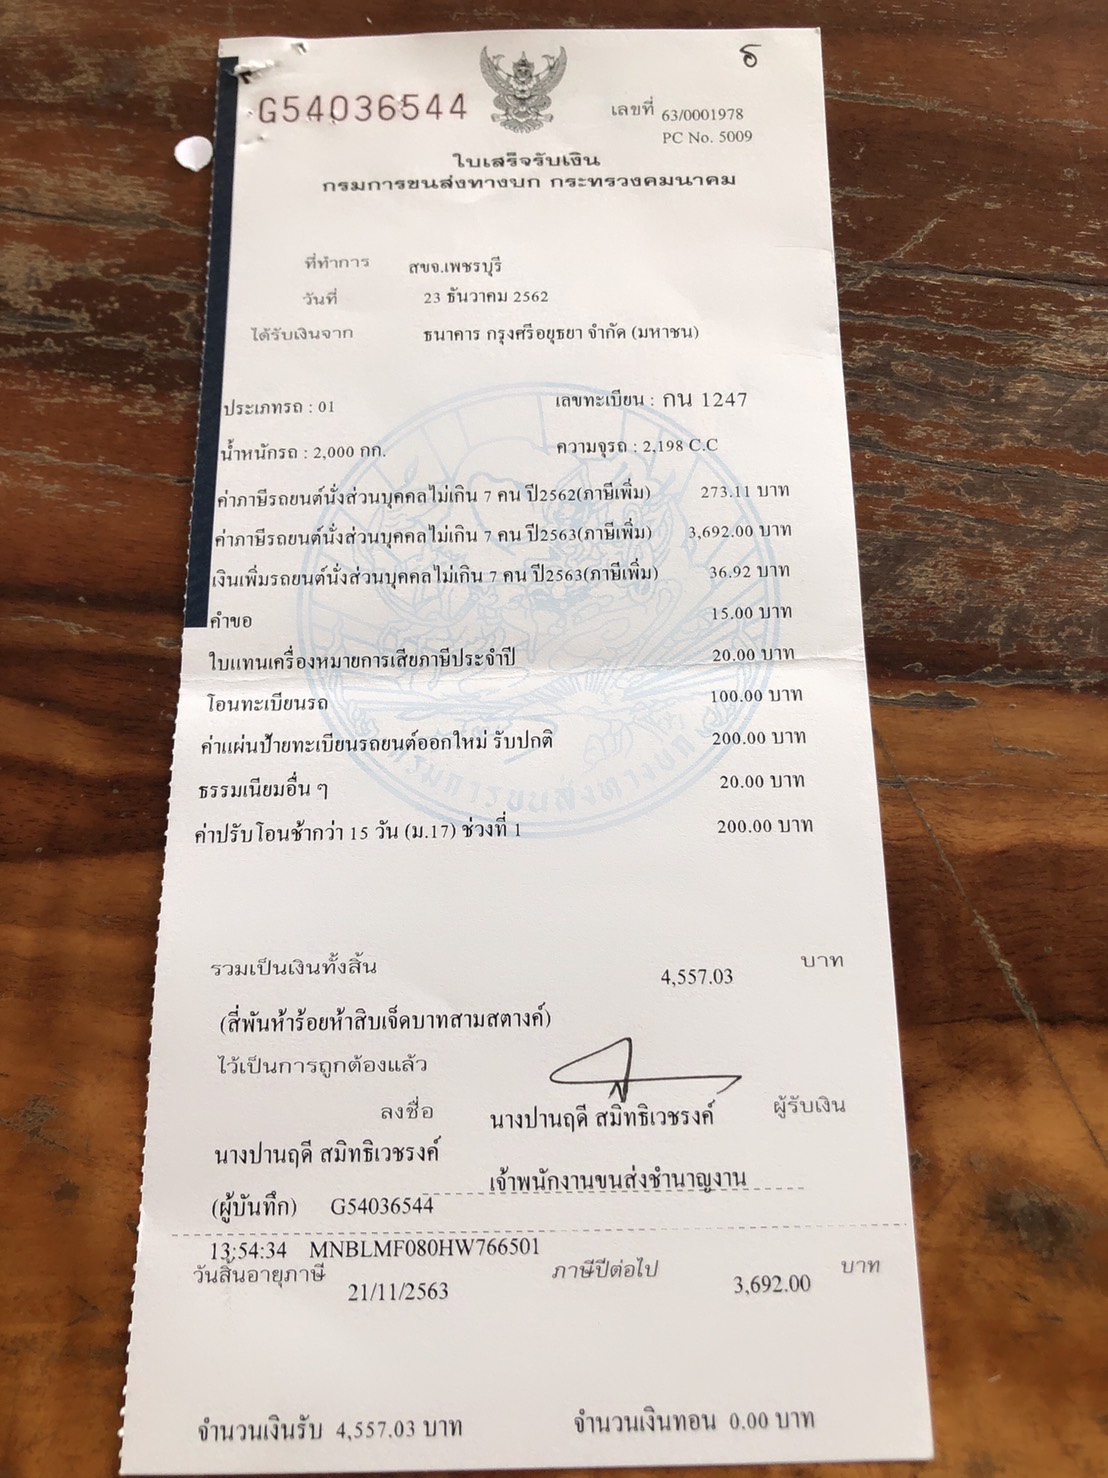 G54036544
เลขที่ 63/0001978
PC No. 5009
ใบเสร็จรับเงิน
กรมการขนส่งทางบก กระทรวงคมนาคม
ที่ทำการ สขจ.เพชรบุรี
วันที่ 23 ธันวาคม 2562
ได้รับเงินจาก ธนาคาร กรุงศรีอยุธยา จำกัด (มหาชน)
ประเภทรถ : 01 เลขทะเบียน : กน 1247
น้ำหนักรถ : 2,000 กก. ความจุรถ : 2,198 C.C
ค่าภาษีรถยนต์นั่งส่วนบุคคลไม่เกิน 7 คน ปี2562(ภาษีเพิ่ม) 273.11 บาท
ค่าภาษีรถยนต์นั่งส่วนบุคคลไม่เกิน 7 คน ปี2563(ภาษีเพิ่ม) 3,692.00 บาท
เงินเพิ่มรถยนต์นั่งส่วนบุคคลไม่เกิน 7 คน ปี2563(ภาษีเพิ่ม) 36.92 บาท
คำขอ 15.00 บาท
ใบแทนเครื่องหมายการเสียภาษีประจำปี 20.00 บาท
โอนทะเบียนรถ 100.00 บาท
ค่าแผ่นป้ายทะเบียนรถยนต์ออกใหม่ รับปกติ 200.00 บาท
ธรรมเนียมอื่น ๆ 20.00 บาท
กรมการขนส่งทางบก
ค่าปรับโอนช้ากว่า 15 วัน (ม.17) ช่วงที่ 1 200.00 บาท
รวมเป็นเงินทั้งสิ้น 4,557.03 บาท
(สี่พันห้าร้อยห้าสิบเจ็ดบาทสามสตางค์)
ไว้เป็นการถูกต้องแล้ว
ลงชื่อ นางปานฤดี สมิทธิเวชรงค์ ผู้รับเงิน
นางปานฤดี สมิทธิเวชรงค์
เจ้าพนักงานขนส่งชำนาญงาน
(ผู้บันทึก) G54036544
13:54:34 MNBLMF080HW766501
วันสิ้นอายุภาษี 21/11/2563 ภาษีปีต่อไป 3,692.00 บาท
จำนวนเงินรับ 4,557.03 บาท จำนวนเงินทอน 0.00 บาท